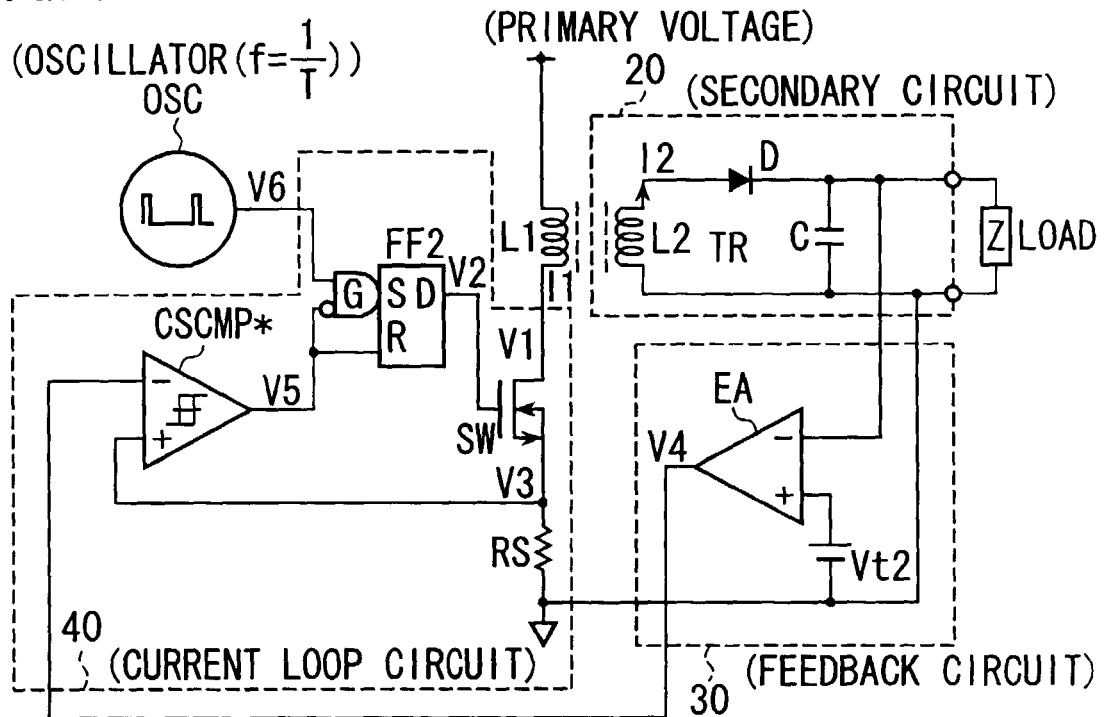 (PRIMARY VOLTAGE)
(OSCILLATOR(f=1/T))
OSC
20
(SECONDARY CIRCUIT)
V6
I2
D
L1
L2
TR
C
Z
LOAD
FF2
V2
I1
G
S D
R
CSCMP*
V1
-
+
V5
SW
EA
V4
-
+
V3
RS
Vt2
40
(CURRENT LOOP CIRCUIT)
30
(FEEDBACK CIRCUIT)